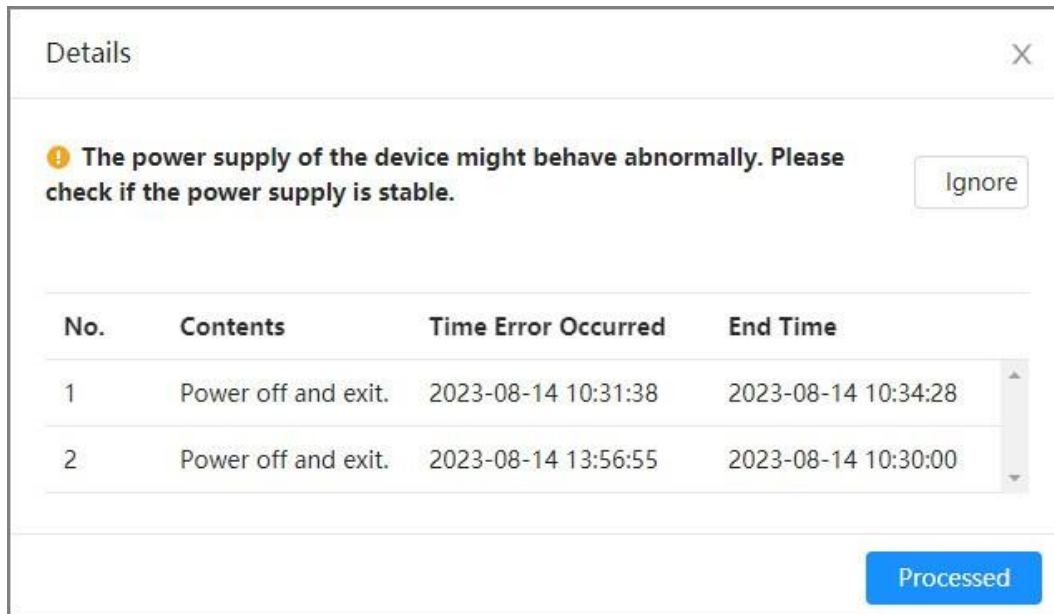 Details
X
The power supply of the device might behave abnormally. Please
check if the power supply is stable.
Ignore
No. Contents Time Error Occurred End Time
1 Power off and exit. 2023-08-14 10:31:38 2023-08-14 10:34:28
2 Power off and exit. 2023-08-14 13:56:55 2023-08-14 10:30:00
Processed